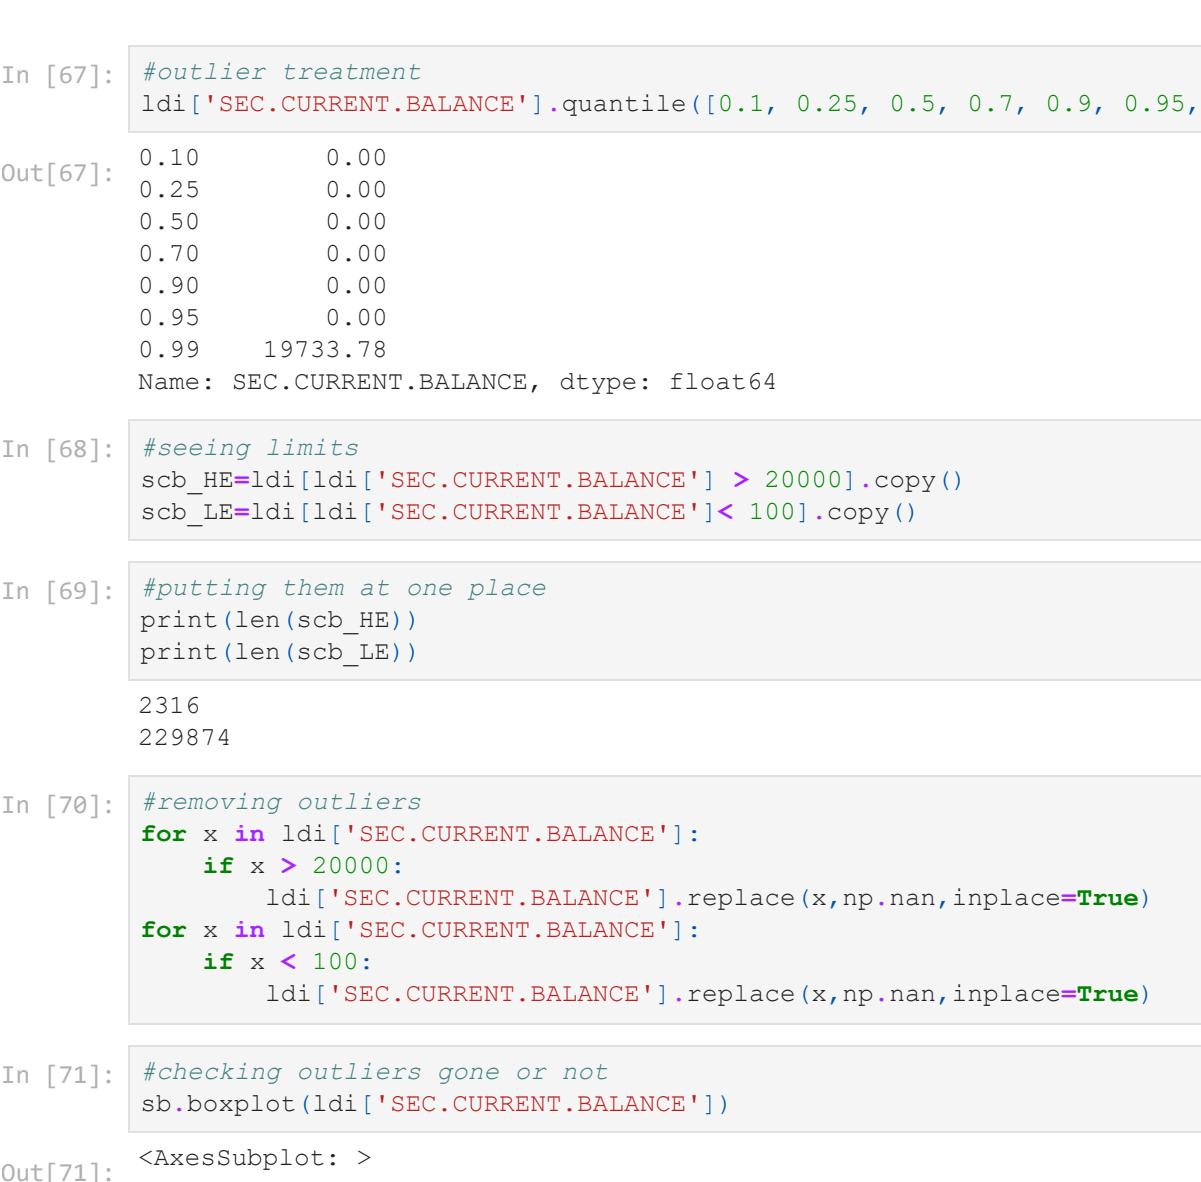 In [67]:
#outlier treatment
ldi['SEC.CURRENT.BALANCE'].quantile([0.1, 0.25, 0.5, 0.7, 0.9, 0.95,
Out[67]:
0.10 0.00
0.25 0.00
0.50 0.00
0.70 0.00
0.90 0.00
0.95 0.00
0.99 19733.78
Name: SEC.CURRENT.BALANCE, dtype: float64
In [68]:
#seeing limits
scb_HE=ldi[ldi['SEC.CURRENT.BALANCE'] > 20000].copy()
scb_LE=ldi[ldi['SEC.CURRENT.BALANCE']< 100].copy()
In [69]:
#putting them at one place
print(len(scb_HE))
print(len(scb_LE))
2316
229874
In [70]:
#removing outliers
for x in ldi['SEC.CURRENT.BALANCE']:
    if x > 20000:
        ldi['SEC.CURRENT.BALANCE'].replace(x,np.nan,inplace=True)
for x in ldi['SEC.CURRENT.BALANCE']:
    if x < 100:
        ldi['SEC.CURRENT.BALANCE'].replace(x,np.nan,inplace=True)
In [71]:
#checking outliers gone or not
sb.boxplot(ldi['SEC.CURRENT.BALANCE'])
Out[71]:
<AxesSubplot: >